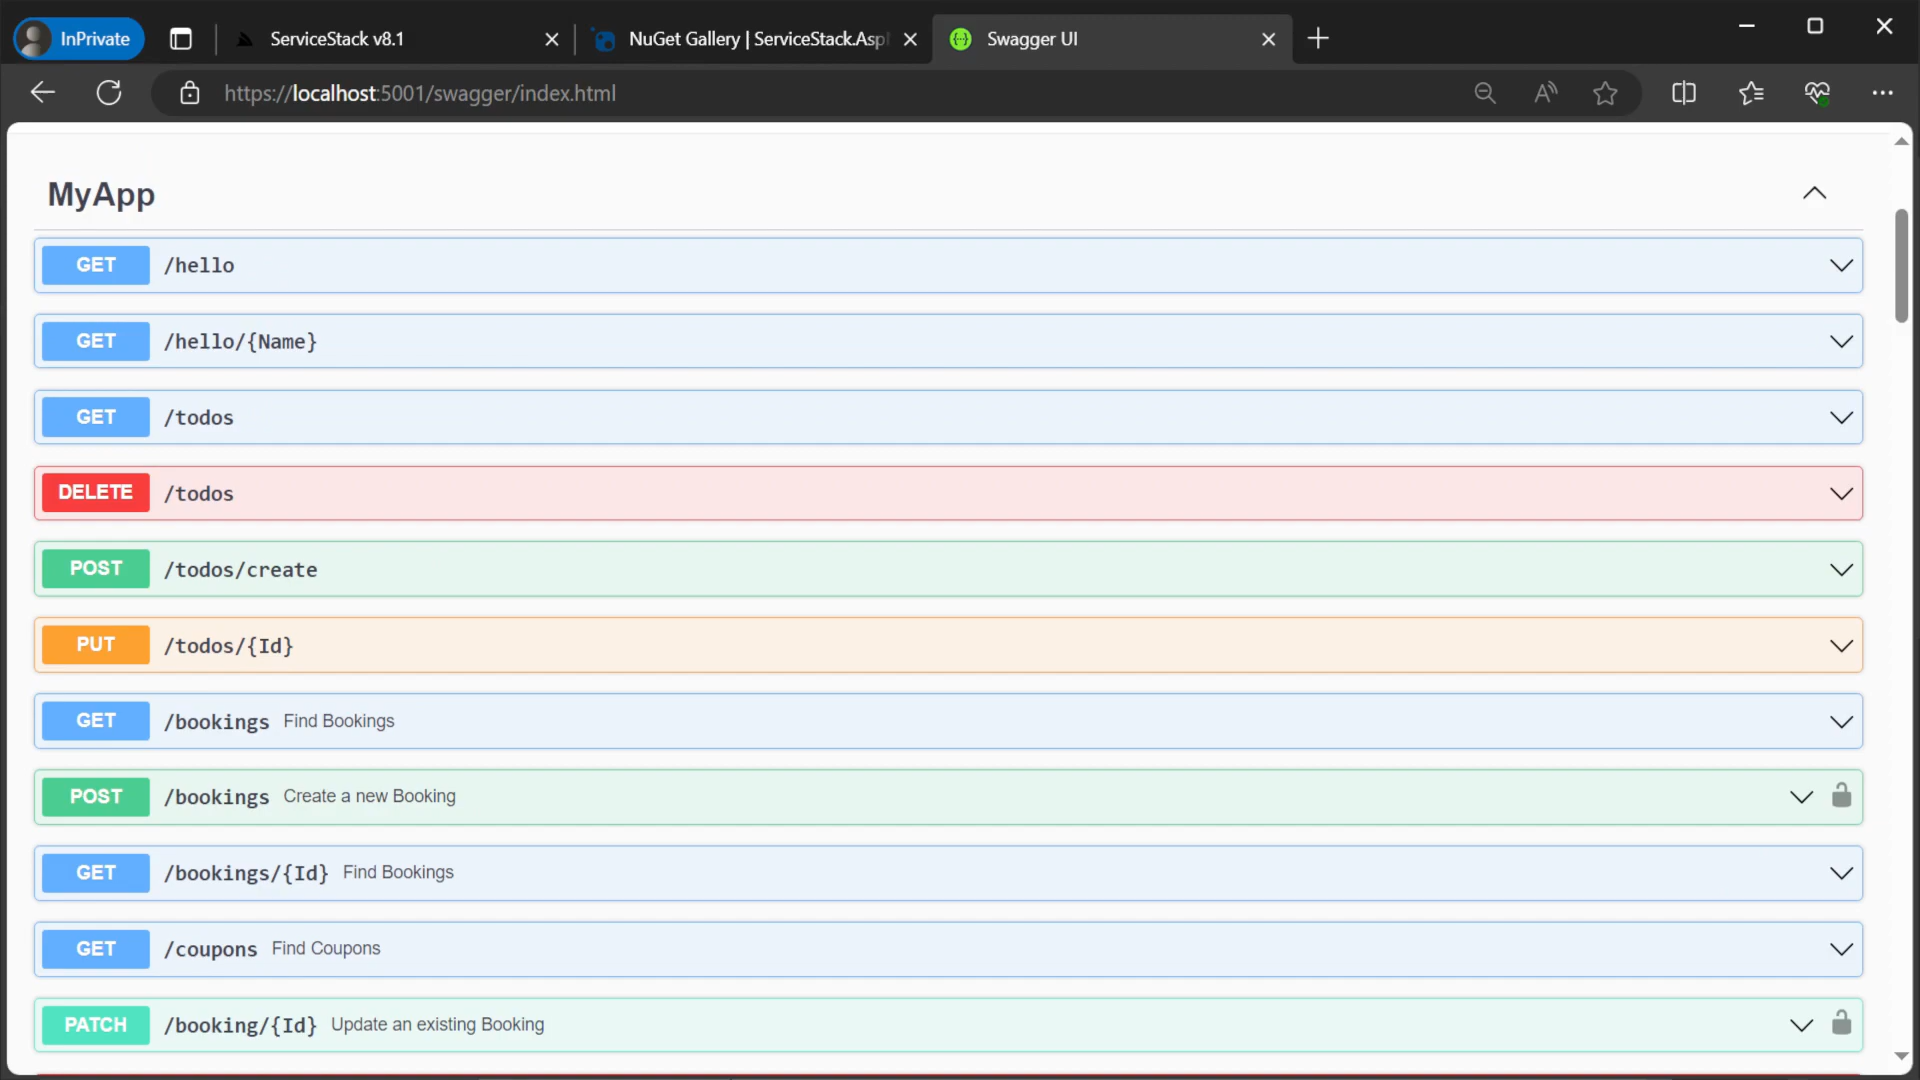 InPrivate
ServiceStack v8.1
NuGet Gallery | ServiceStack.Asp
Swagger UI
https://localhost:5001/swagger/index.html
MyApp
GET /hello
GET /hello/{Name}
GET /todos
DELETE /todos
POST /todos/create
PUT /todos/{Id}
GET /bookings Find Bookings
POST /bookings Create a new Booking
GET /bookings/{Id} Find Bookings
GET /coupons Find Coupons
PATCH /booking/{Id} Update an existing Booking